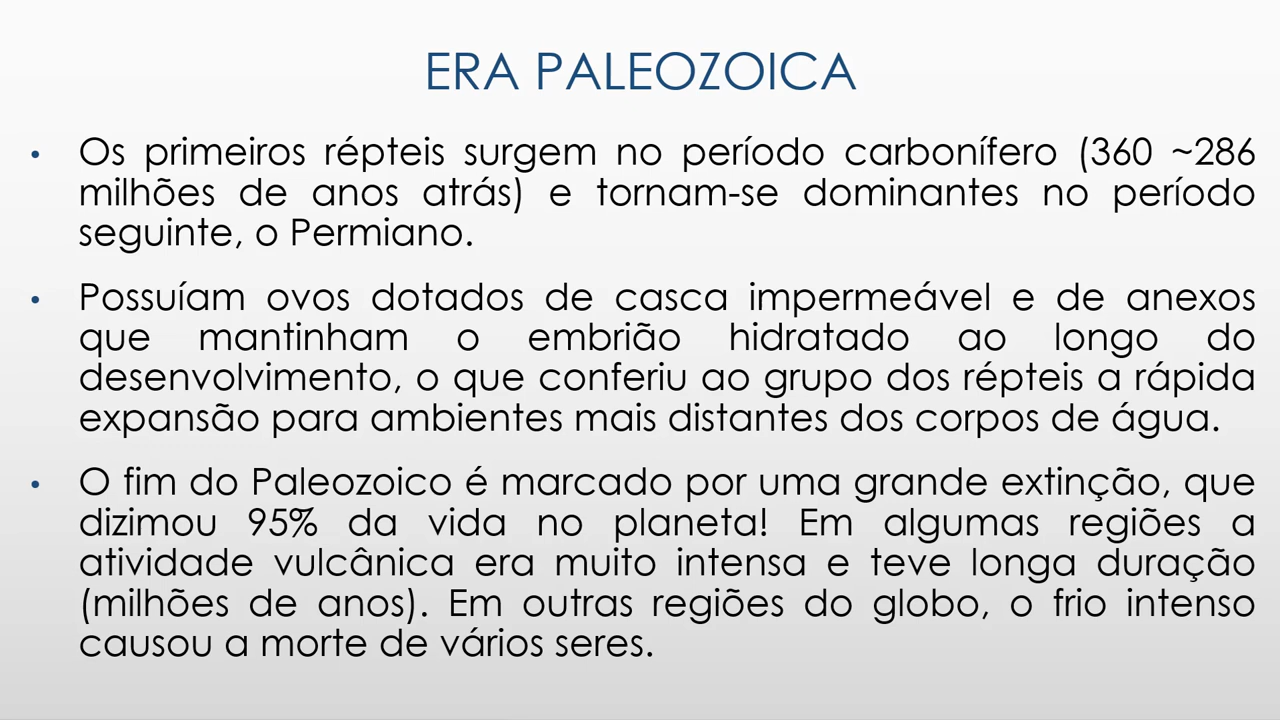 ERA PALEOZOICA
• Os primeiros répteis surgem no período carbonífero (360 ~286
milhões de anos atrás) e tornam-se dominantes no período
seguinte, o Permiano.
• Possuíam ovos dotados de casca impermeável e de anexos
que mantinham o embrião hidratado ao longo do
desenvolvimento, o que conferiu ao grupo dos répteis a rápida
expansão para ambientes mais distantes dos corpos de água.
• O fim do Paleozoico é marcado por uma grande extinção, que
dizimou 95% da vida no planeta! Em algumas regiões a
atividade vulcânica era muito intensa e teve longa duração
(milhões de anos). Em outras regiões do globo, o frio intenso
causou a morte de vários seres.